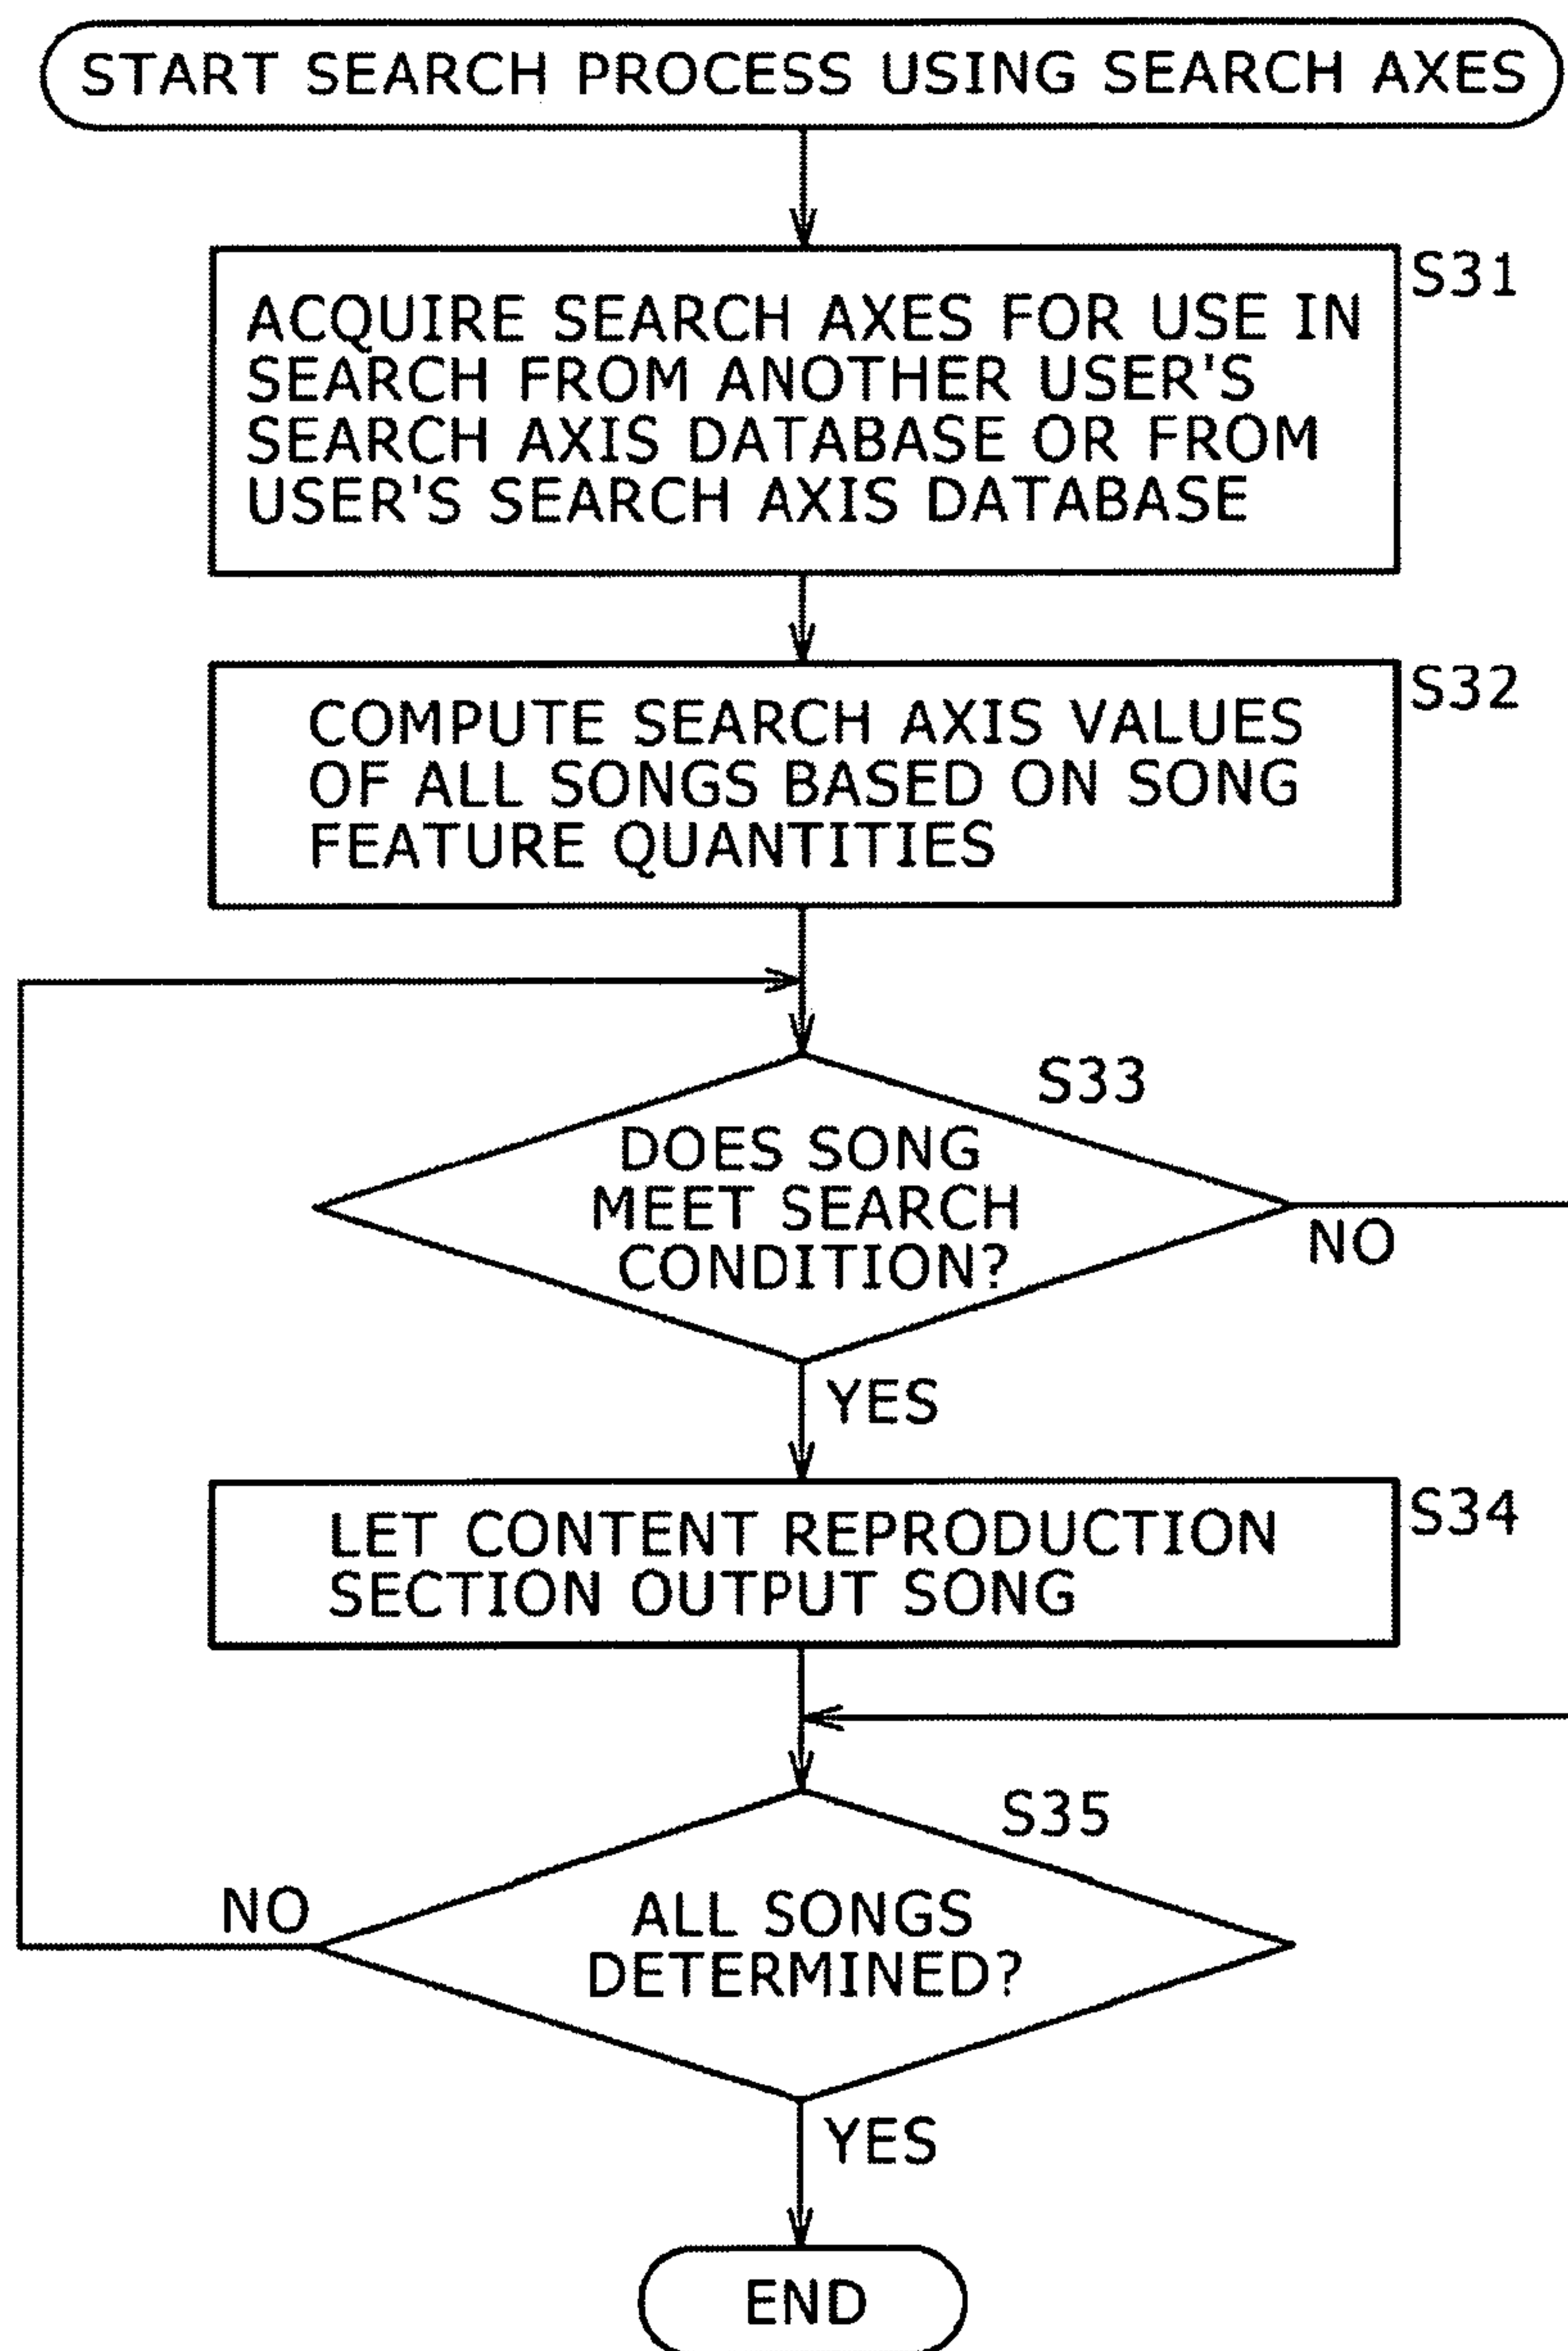 START SEARCH PROCESS USING SEARCH AXES
S31
ACQUIRE SEARCH AXES FOR USE IN
SEARCH FROM ANOTHER USER'S
SEARCH AXIS DATABASE OR FROM
USER'S SEARCH AXIS DATABASE
S32
COMPUTE SEARCH AXIS VALUES
OF ALL SONGS BASED ON SONG
FEATURE QUANTITIES
S33
DOES SONG
MEET SEARCH
CONDITION?
NO
YES
S34
LET CONTENT REPRODUCTION
SECTION OUTPUT SONG
S35
NO
ALL SONGS
DETERMINED?
YES
END